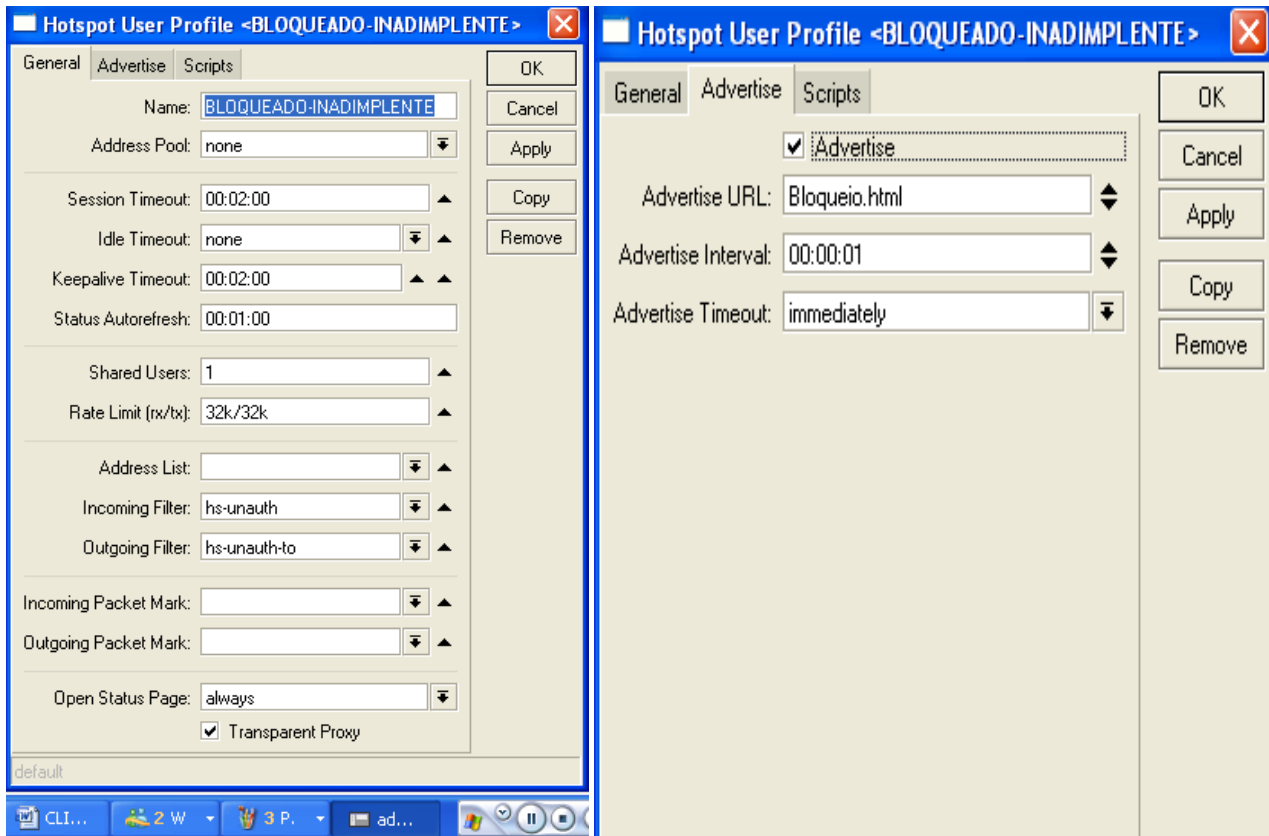 Hotspot User Profile <BLOQUEADO-INADIMPLENTE>
General Advertise Scripts
Name: BLOQUEADO-INADIMPLENTE
Address Pool: none
Session Timeout: 00:02:00
Idle Timeout: none
Keepalive Timeout: 00:02:00
Status Autorefresh: 00:01:00
Shared Users: 1
Rate Limit (rx/tx): 32k/32k
Address List:
Incoming Filter: hs-unauth
Outgoing Filter: hs-unauth-to
Incoming Packet Mark:
Outgoing Packet Mark:
Open Status Page: always
Transparent Proxy
default
OK
Cancel
Apply
Copy
Remove
CLI... 2 W 3 P. ad...
Hotspot User Profile <BLOQUEADO-INADIMPLENTE>
General Advertise Scripts
Advertise
Advertise URL: Bloqueio.html
Advertise Interval: 00:00:01
Advertise Timeout: immediately
OK
Cancel
Apply
Copy
Remove